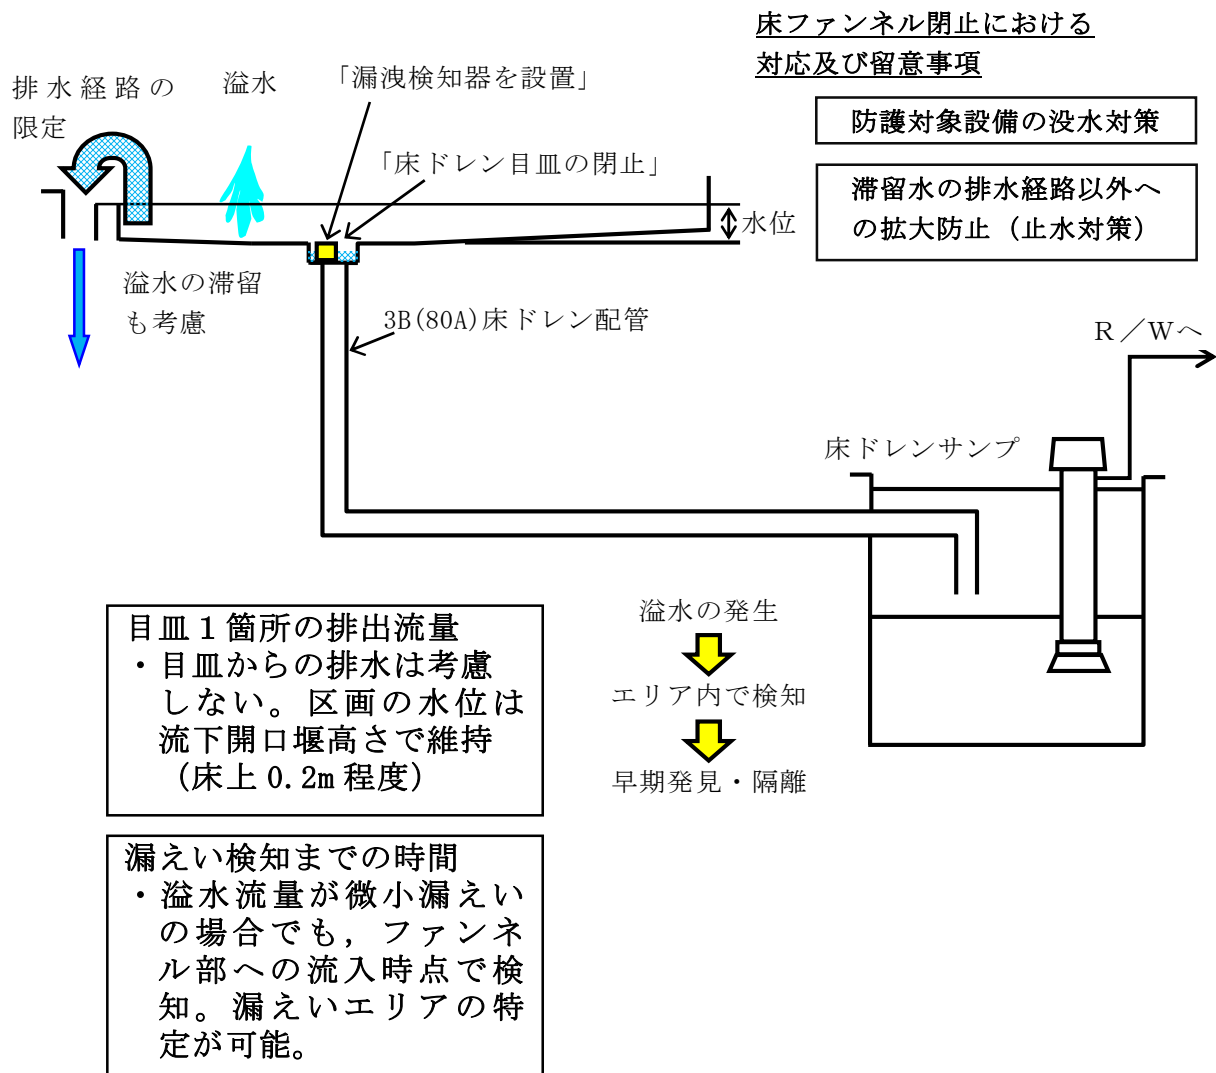 床ファンネル閉止における
対応及び留意事項
防護対象設備の没水対策
滞留水の排水経路以外へ
の拡大防止（止水対策）
排水経路の
限定
溢水
「漏洩検知器を設置」
「床ドレン目皿の閉止」
水位
溢水の滞留
も考慮
3B(80A)床ドレン配管
Ｒ／Ｗへ
床ドレンサンプ
目皿１箇所の排出流量
・目皿からの排水は考慮
しない。区画の水位は
流下開口堰高さで維持
（床上 0.2m 程度）
溢水の発生
エリア内で検知
早期発見・隔離
漏えい検知までの時間
・溢水流量が微小漏えい
の場合でも，ファンネ
ル部への流入時点で検
知。漏えいエリアの特
定が可能。